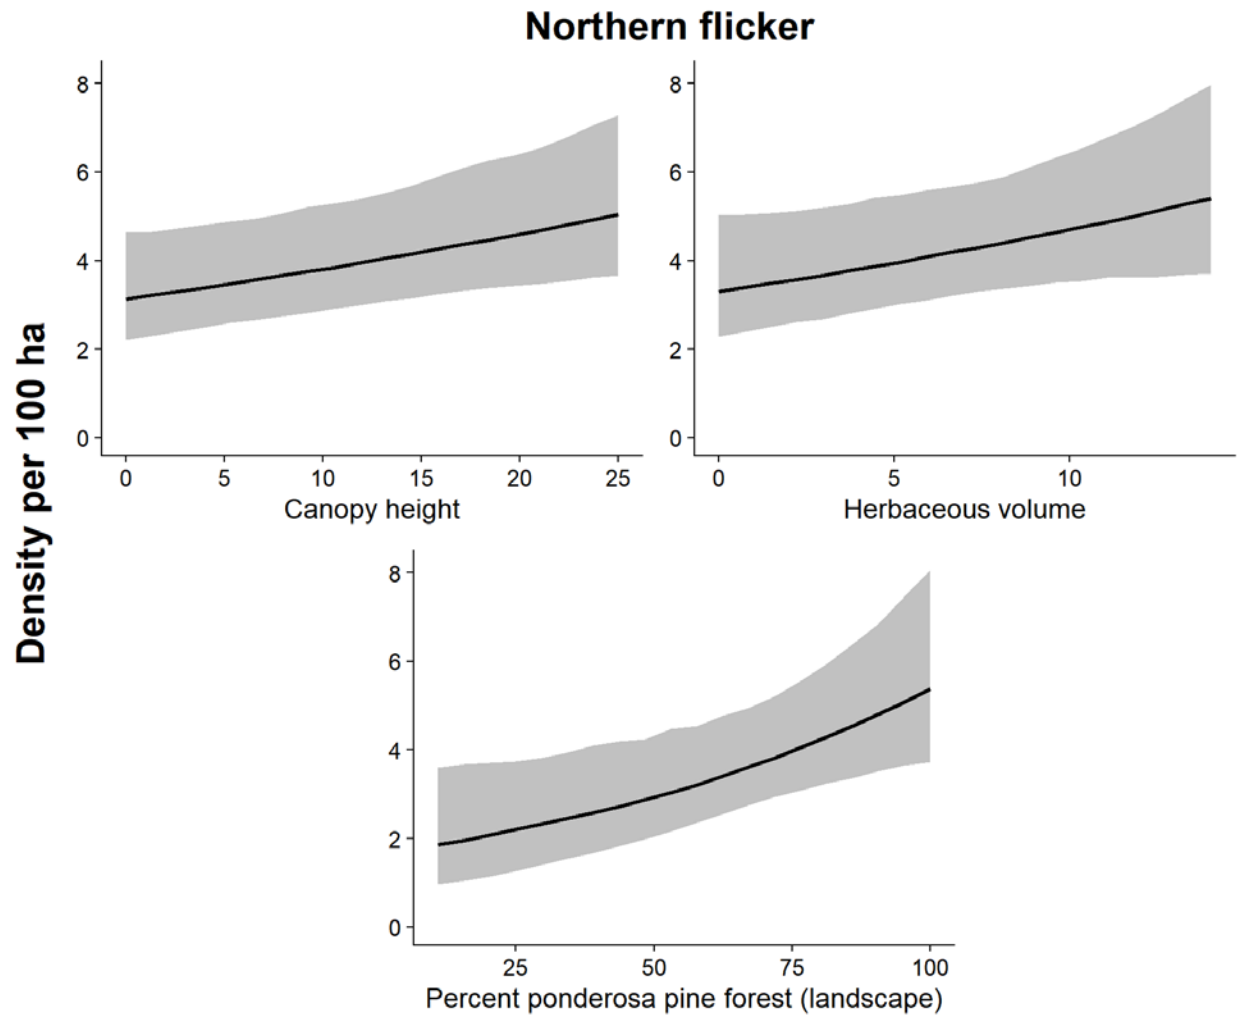 Northern flicker
Density per 100 ha
8
6
4
2
0
0 5 10 15 20 25
Canopy height
8
6
4
2
0
0 5 10
Herbaceous volume
8
6
4
2
0
25 50 75 100
Percent ponderosa pine forest (landscape)